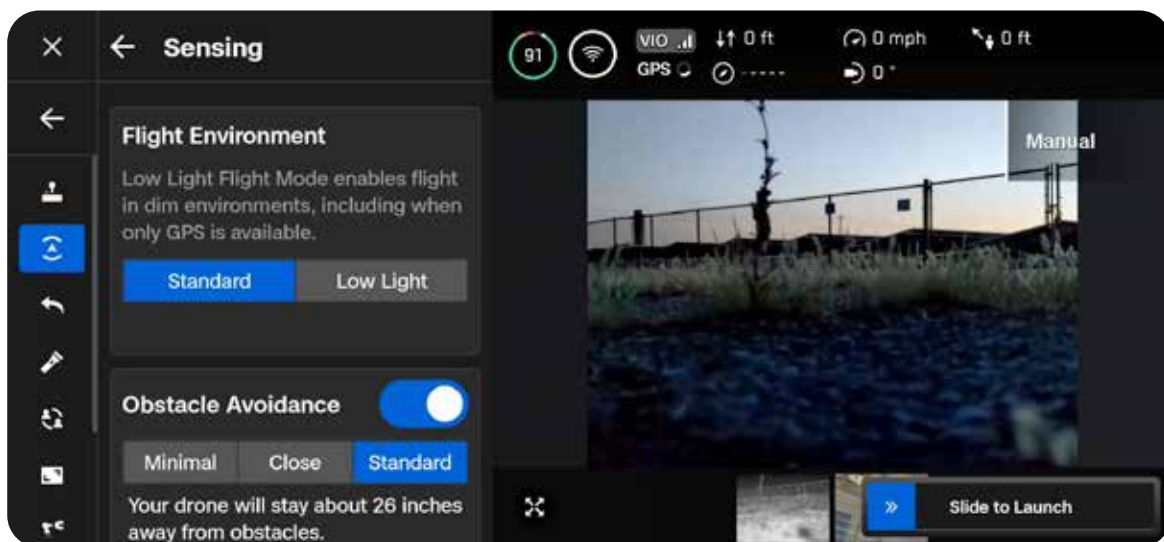 Sensing
Flight Environment
Low Light Flight Mode enables flight
in dim environments, including when
only GPS is available.
Standard
Low Light
Obstacle Avoidance
Minimal
Close
Standard
Your drone will stay about 26 inches
away from obstacles.
91
VIO
0 ft
0 mph
0 ft
GPS
-----
0 °
Manual
Slide to Launch